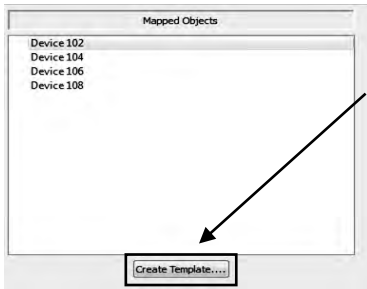 Mapped Objects
Device 102
Device 104
Device 106
Device 108
Create Template....